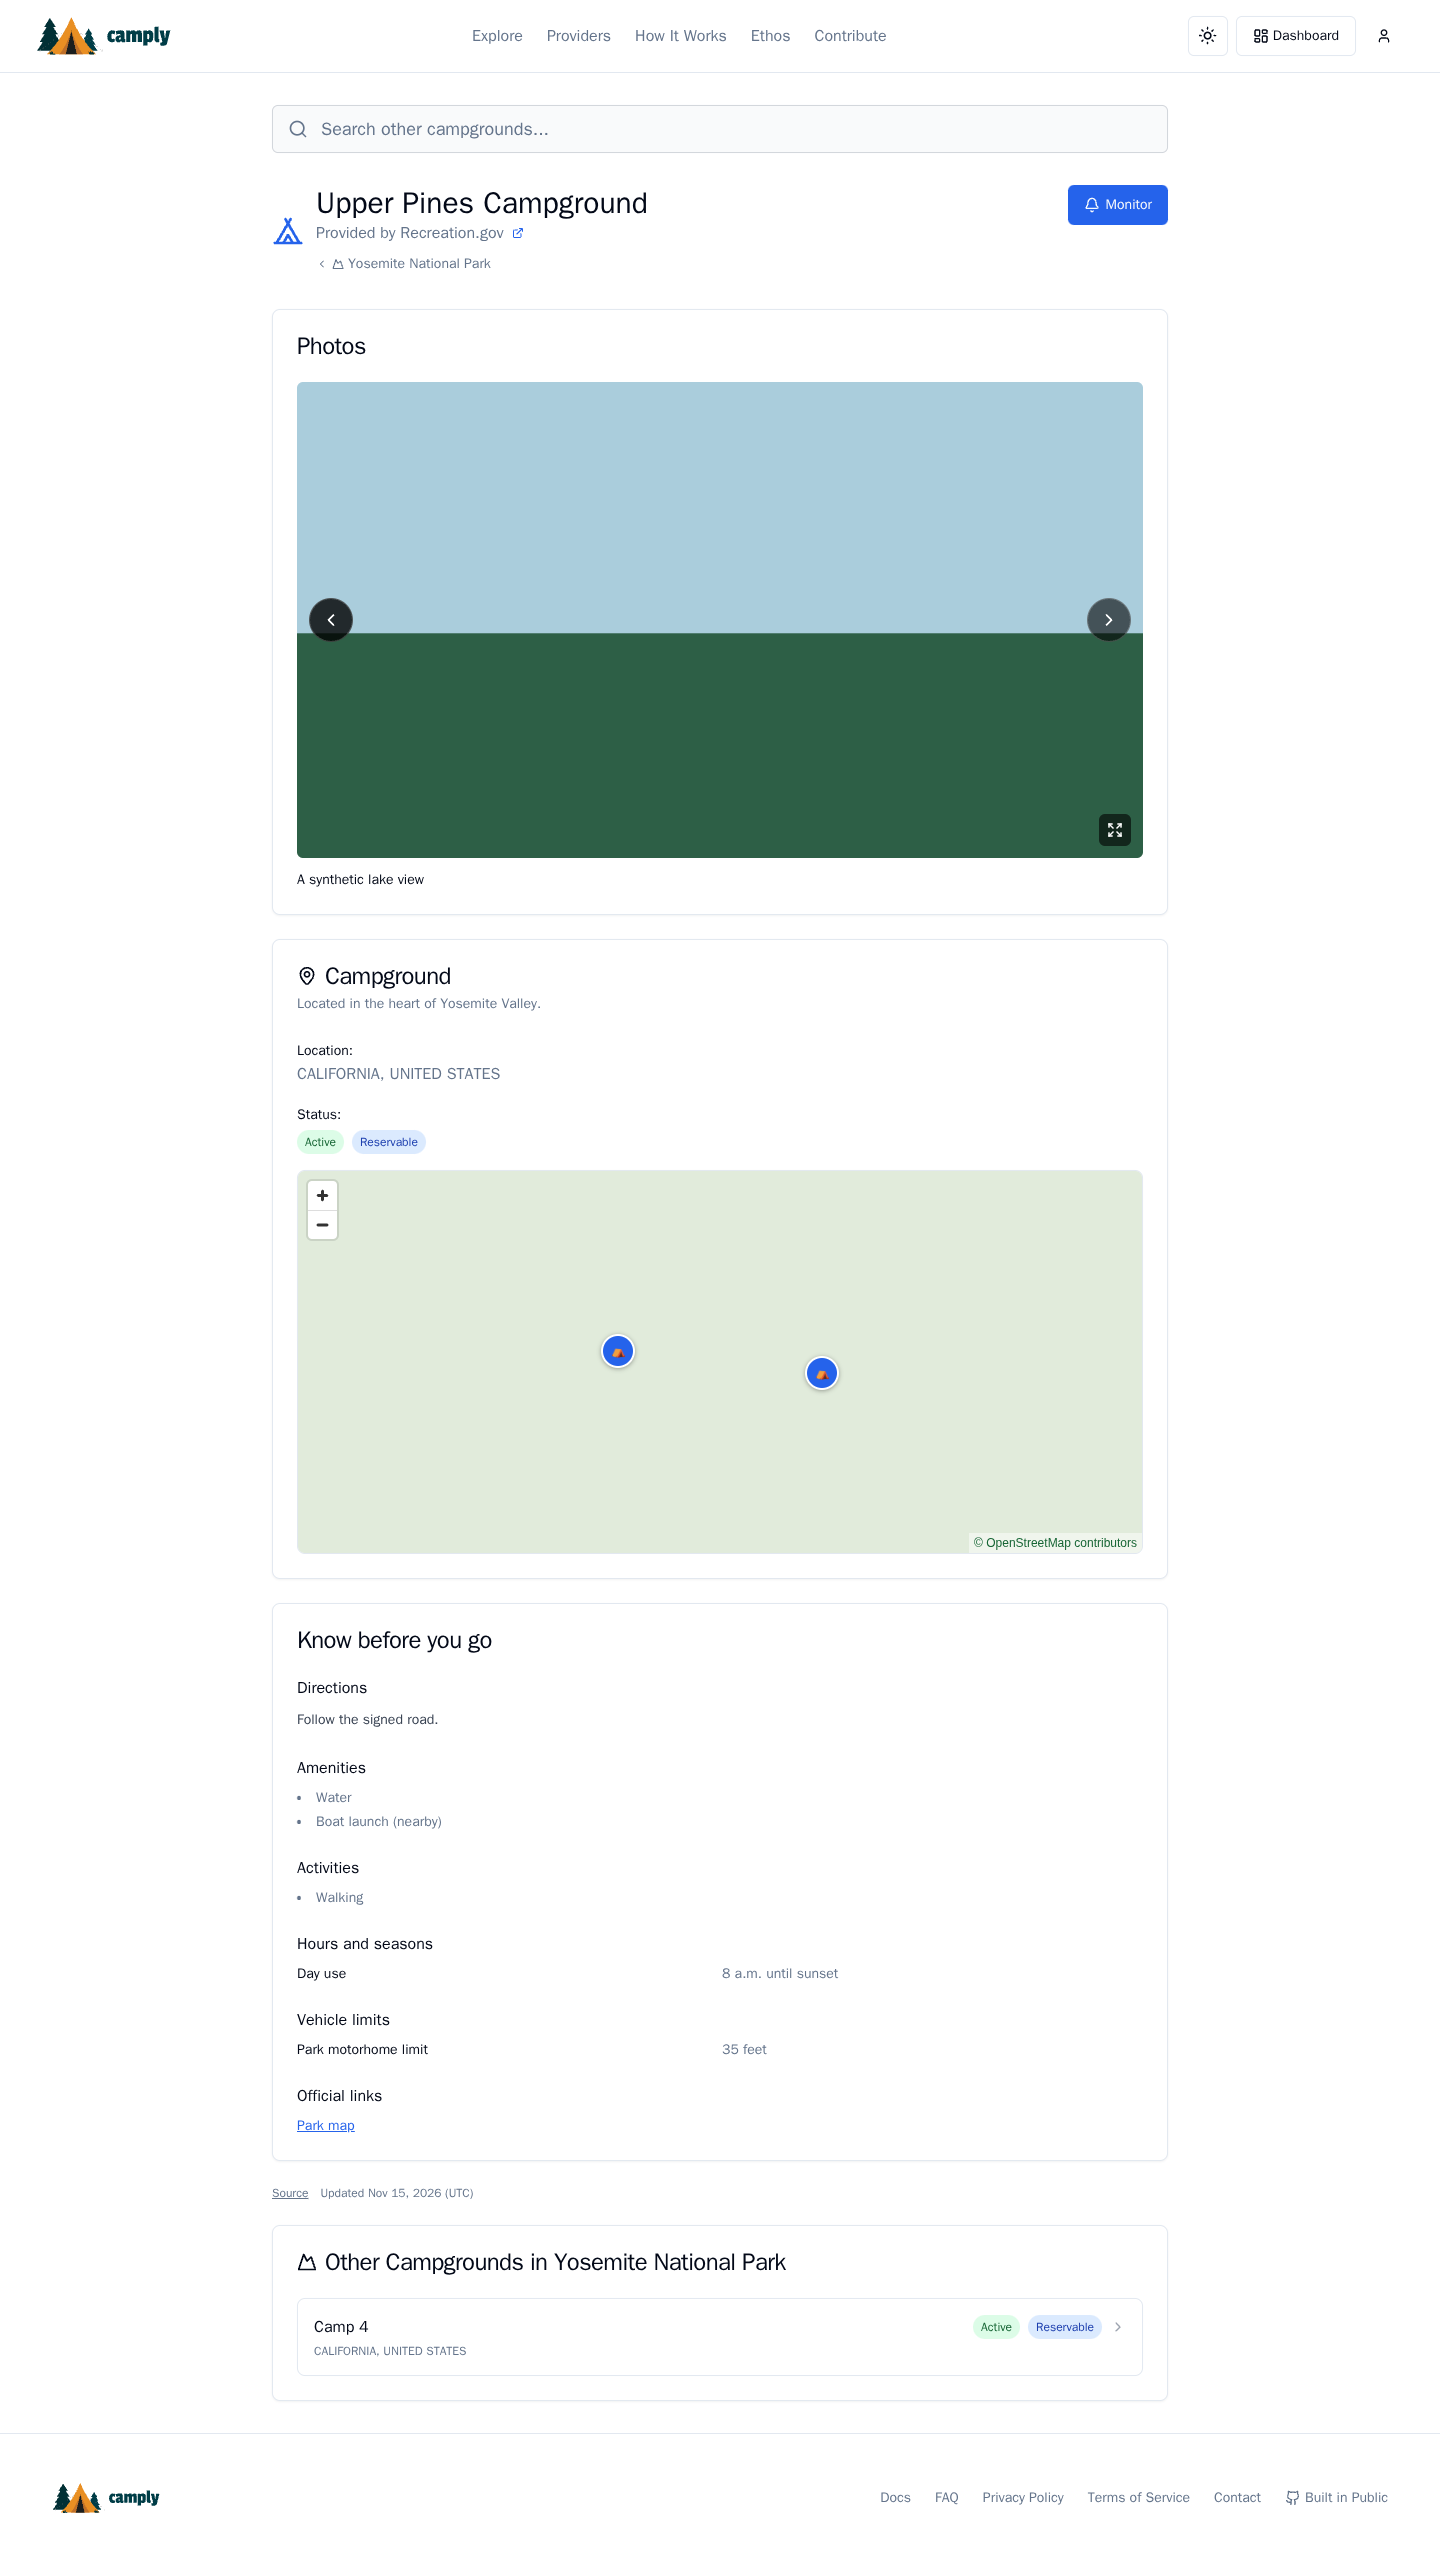 camply
Explore Providers How It Works Ethos Contribute
Dashboard
Search other campgrounds...
Upper Pines Campground
Monitor
Provided by Recreation.gov
Yosemite National Park
Photos
A synthetic lake view
Campground
Located in the heart of Yosemite Valley.
Location:
CALIFORNIA, UNITED STATES
Status:
Active Reservable
© OpenStreetMap contributors
Know before you go
Directions
Follow the signed road.
Amenities
• Water
• Boat launch (nearby)
Activities
• Walking
Hours and seasons
Day use 8 a.m. until sunset
Vehicle limits
Park motorhome limit 35 feet
Official links
Park map
Source Updated Nov 15, 2026 (UTC)
Other Campgrounds in Yosemite National Park
Camp 4
Active Reservable
CALIFORNIA, UNITED STATES
camply
Docs FAQ Privacy Policy Terms of Service Contact Built in Public